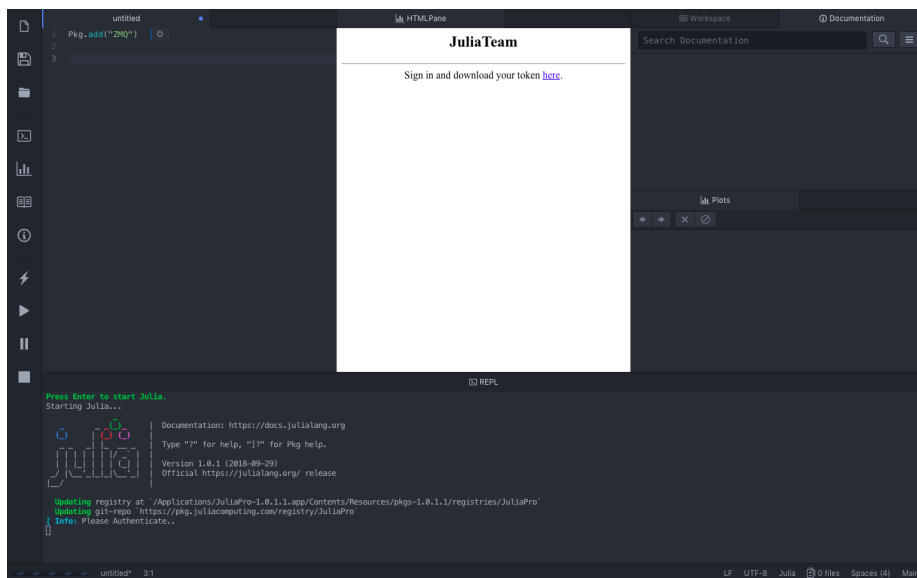 untitled
HTMLPane
Workspace
Documentation
1 Pkg.add("ZMQ")
2
3
JuliaTeam
Sign in and download your token here.
Search Documentation
Plots
REPL
Press Enter to start Julia.
Starting Julia...
Documentation: https://docs.julialang.org
Type "?" for help, "]?" for Pkg help.
Version 1.0.1 (2018-09-29)
Official https://julialang.org/ release
Updating registry at `/Applications/JuliaPro-1.0.1.1.app/Contents/Resources/pkgs-1.0.1.1/registries/JuliaPro`
Updating git-repo `https://pkg.juliacomputing.com/registry/JuliaPro`
[ Info: Please Authenticate..
untitled* 3:1
LF UTF-8 Julia 0 files Spaces (4) Main